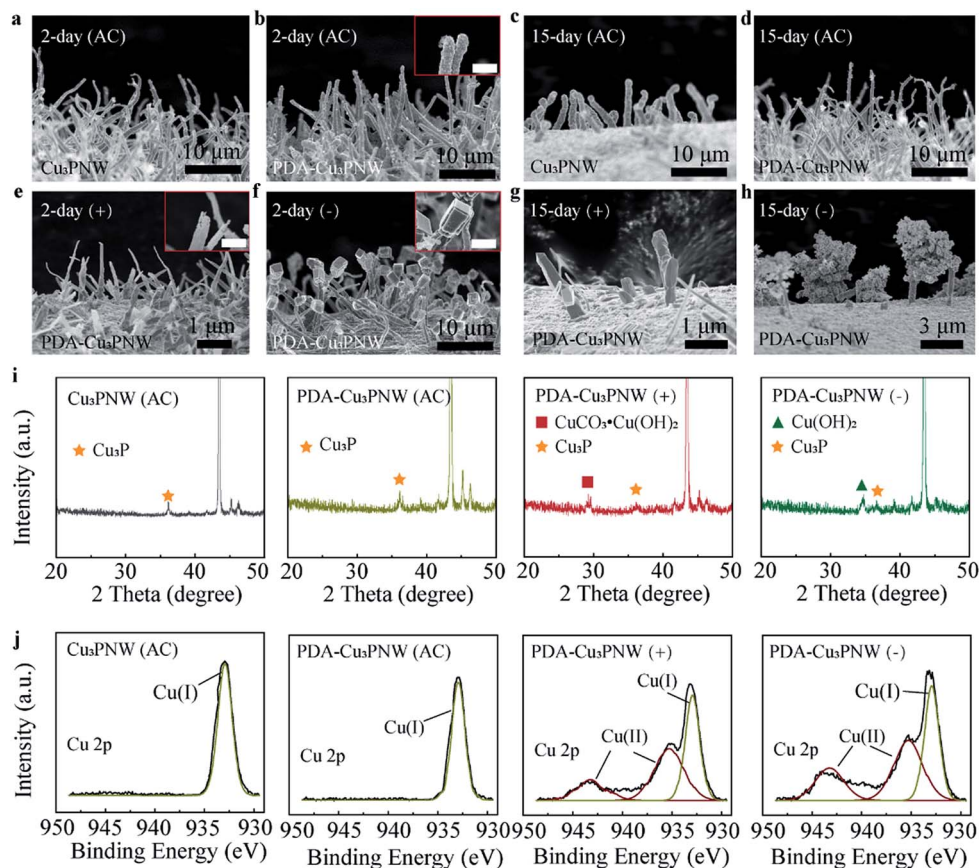 a
2-day (AC)
Cu₃PNW
10 μm
b
2-day (AC)
PDA-Cu₃PNW
10 μm
c
15-day (AC)
Cu₃PNW
10 μm
d
15-day (AC)
PDA-Cu₃PNW
10 μm
e
2-day (+)
PDA-Cu₃PNW
1 μm
f
2-day (-)
PDA-Cu₃PNW
10 μm
g
15-day (+)
PDA-Cu₃PNW
1 μm
h
15-day (-)
PDA-Cu₃PNW
3 μm
i
Intensity (a.u.)
Cu₃PNW (AC)
Cu₃P
20 30 40 50
2 Theta (degree)
PDA-Cu₃PNW (AC)
Cu₃P
20 30 40 50
2 Theta (degree)
PDA-Cu₃PNW (+)
CuCO₃•Cu(OH)₂
Cu₃P
20 30 40 50
2 Theta (degree)
PDA-Cu₃PNW (-)
Cu(OH)₂
Cu₃P
20 30 40 50
2 Theta (degree)
j
Intensity (a.u.)
Cu₃PNW (AC)
Cu(I)
Cu 2p
950 945 940 935 930
Binding Energy (eV)
PDA-Cu₃PNW (AC)
Cu(I)
Cu 2p
950 945 940 935 930
Binding Energy (eV)
PDA-Cu₃PNW (+)
Cu(I)
Cu(II)
Cu 2p
950 945 940 935 930
Binding Energy (eV)
PDA-Cu₃PNW (-)
Cu(I)
Cu(II)
Cu 2p
950 945 940 935 930
Binding Energy (eV)